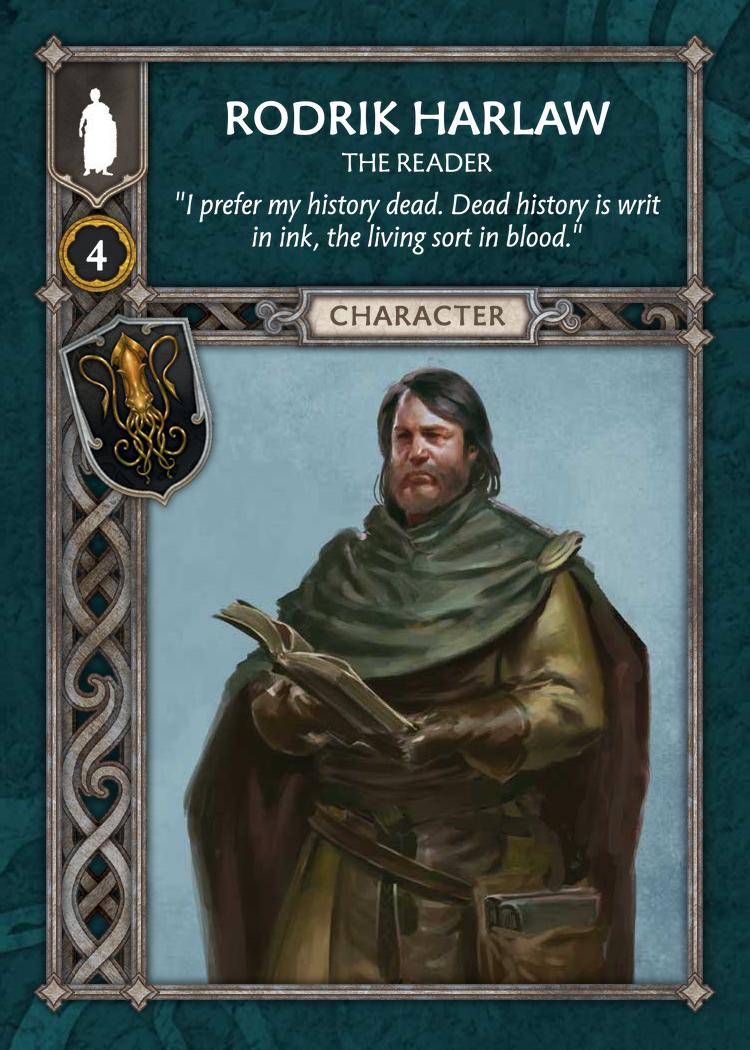 RODRIK HARLAW
THE READER
"I prefer my history dead. Dead history is writ
in ink, the living sort in blood."
4
CHARACTER